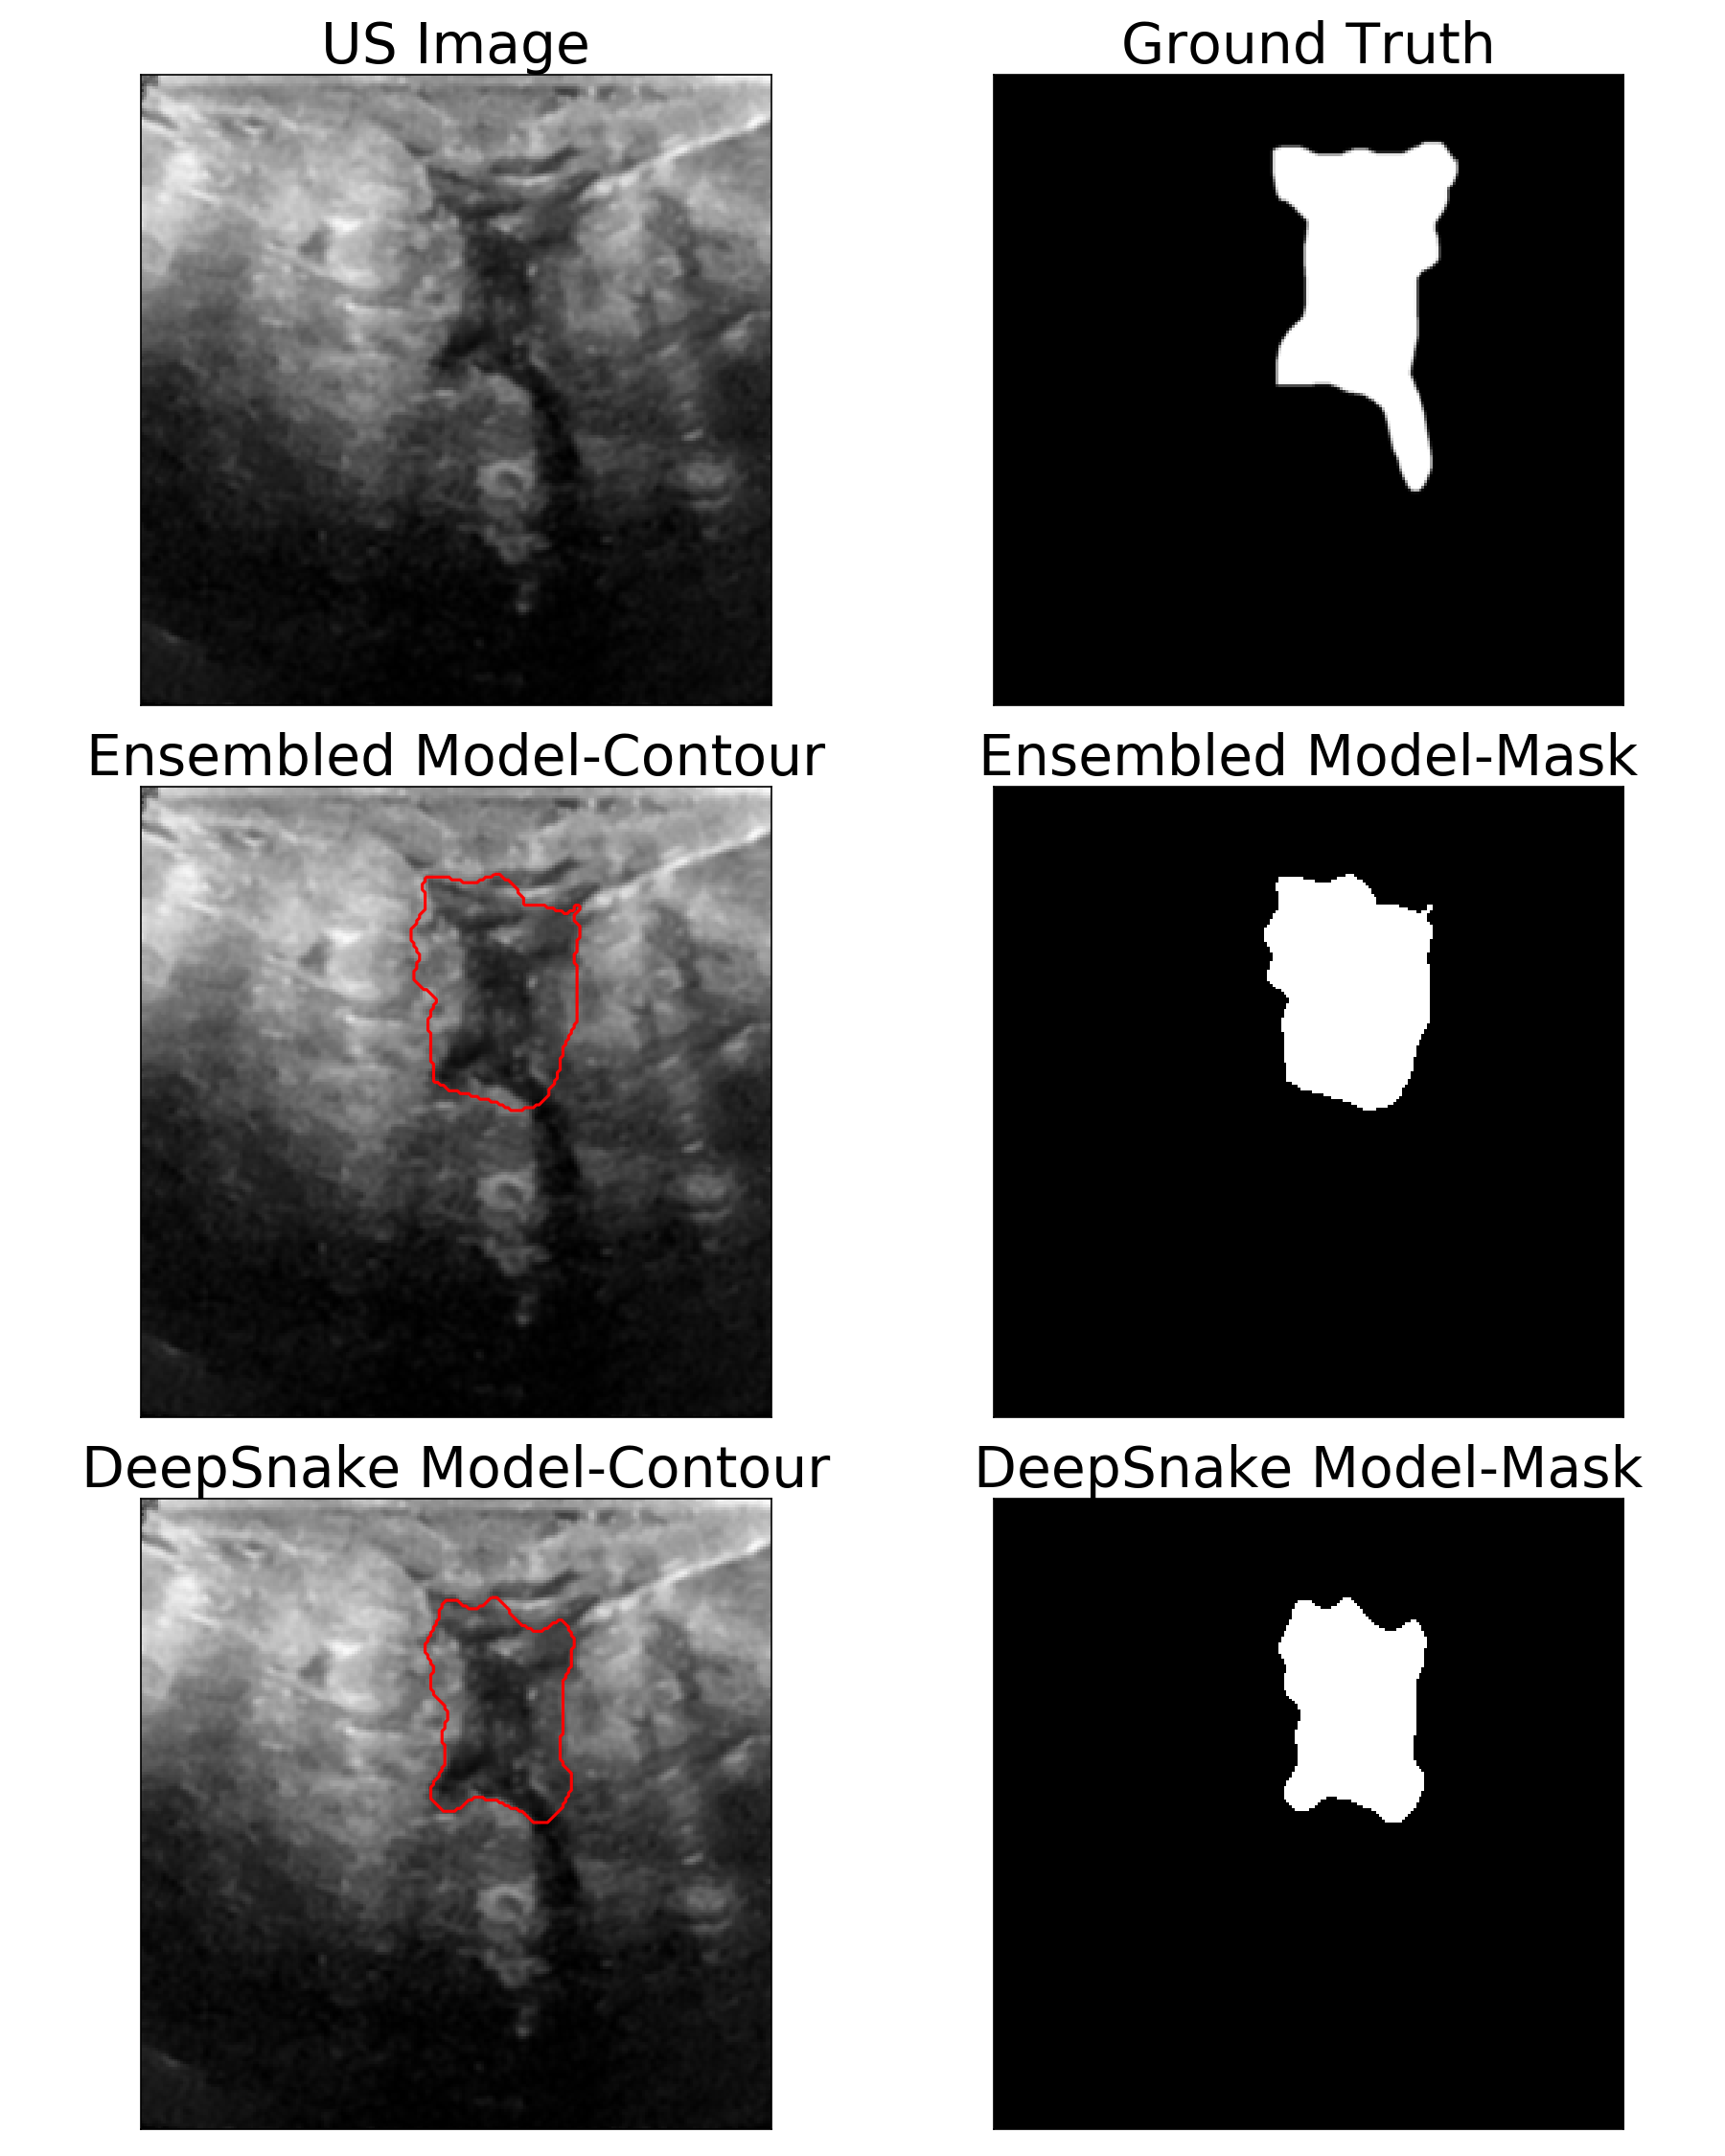 US Image
Ground Truth
Ensembled Model-Contour
Ensembled Model-Mask
DeepSnake Model-Contour
DeepSnake Model-Mask